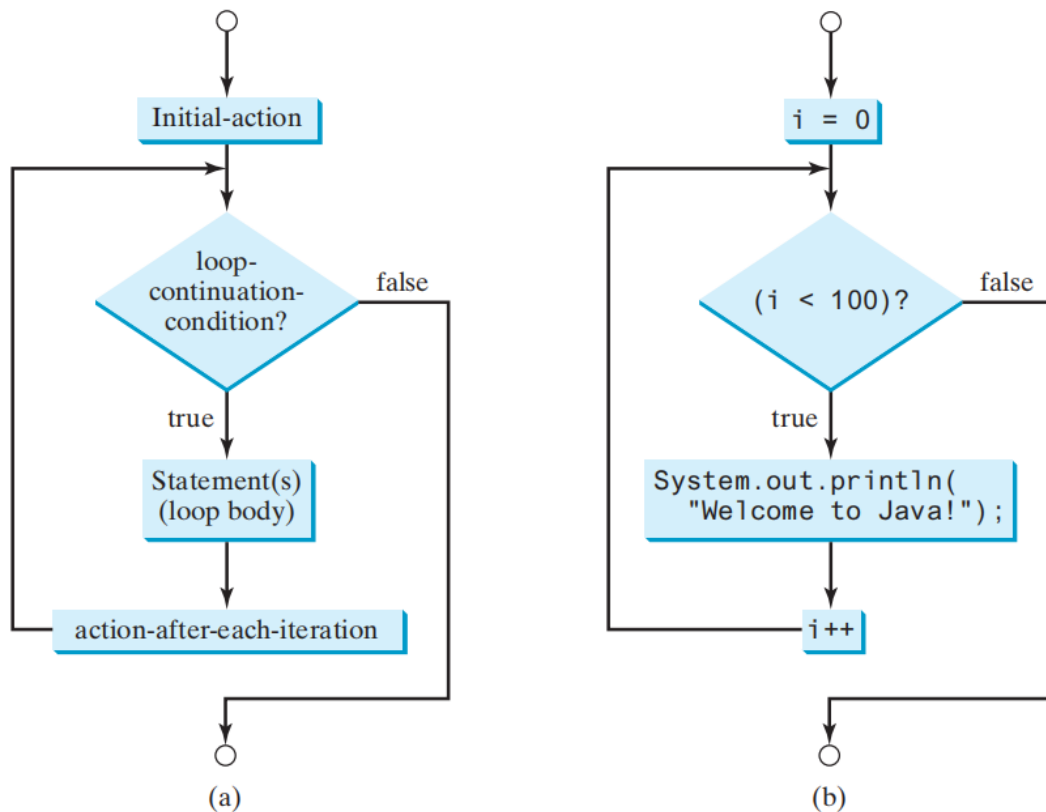 Initial-action
loop-
continuation-
condition?
false
true
Statement(s)
(loop body)
action-after-each-iteration
(a)
i = 0
(i < 100)?
false
true
System.out.println(
"Welcome to Java!");
i++
(b)